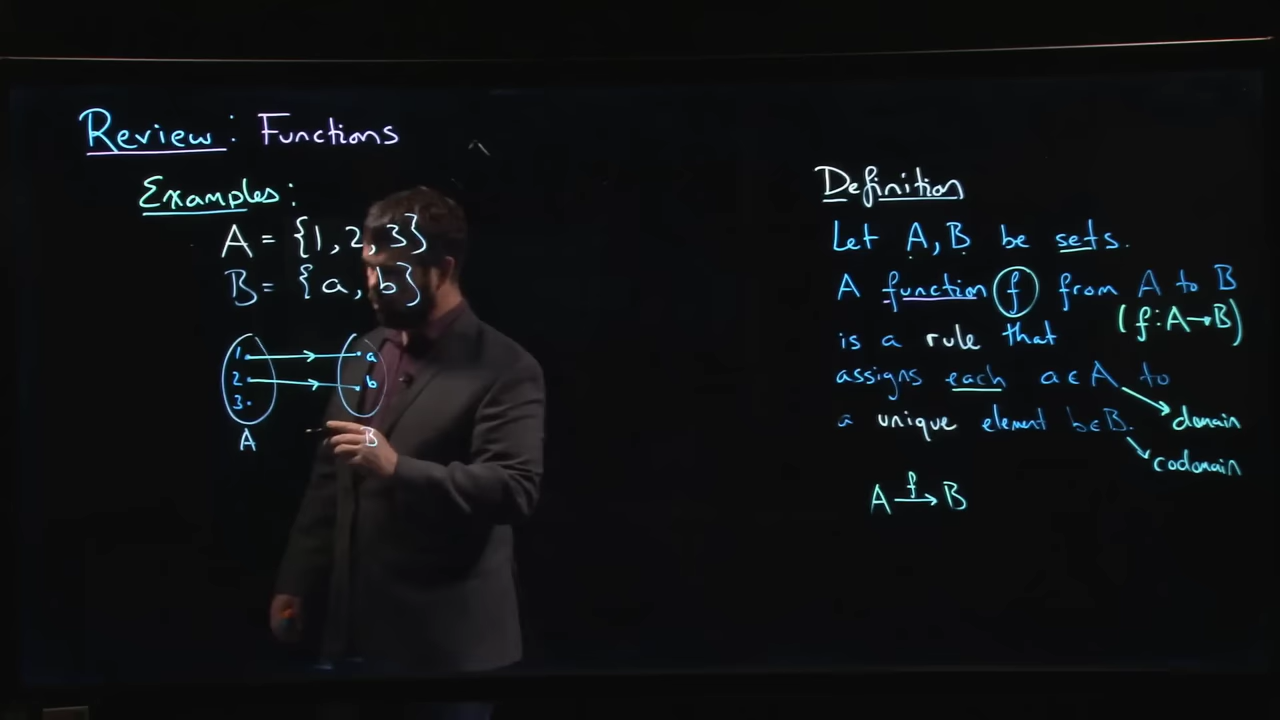 Review: Functions
Examples:
A = {1, 2, 3}
B = {a, b}
1 a
2 b
3
A B
Definition
Let A, B be sets.
A function f from A to B
(f: A→B)
is a rule that
assigns each a∈A to
domain
a unique element b∈B.
codomain
A f→ B